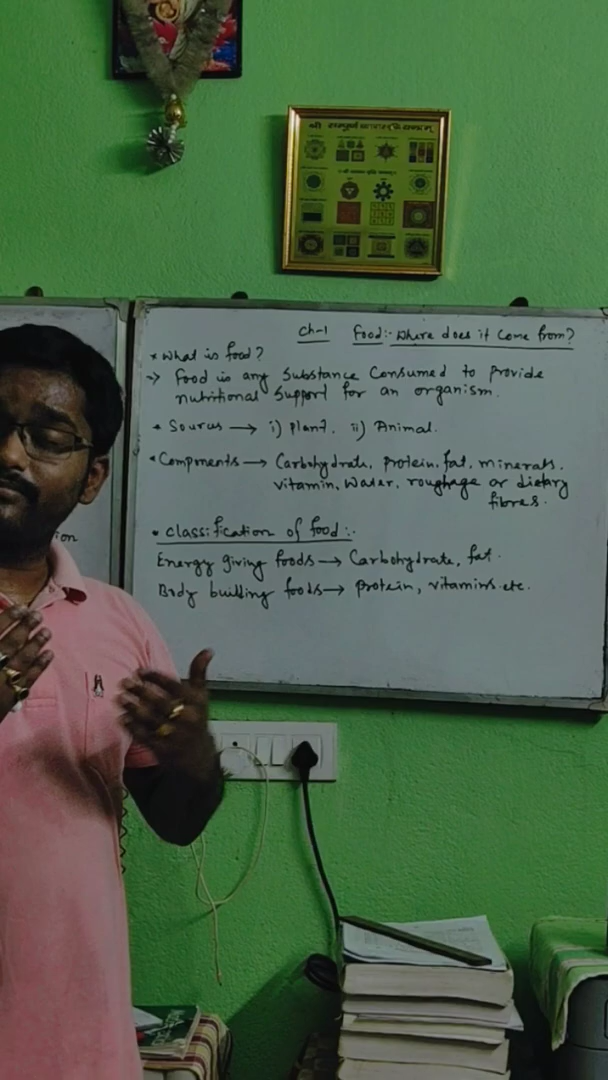 श्री सम्पूर्ण
ch-1 Food:- Where does it come from?
* What is food?
→ Food is any Substance Consumed to provide
nutritional Support for an organism.
* Sources → i) Plant, ii) Animal.
* Components → Carbohydrate, Protein, fat, minerals,
vitamin, Water, roughage or dietary
fibres.
* Classification of food:-
Energy giving foods → Carbohydrate, fat.
Body building foods → Protein, vitamins etc.
ion